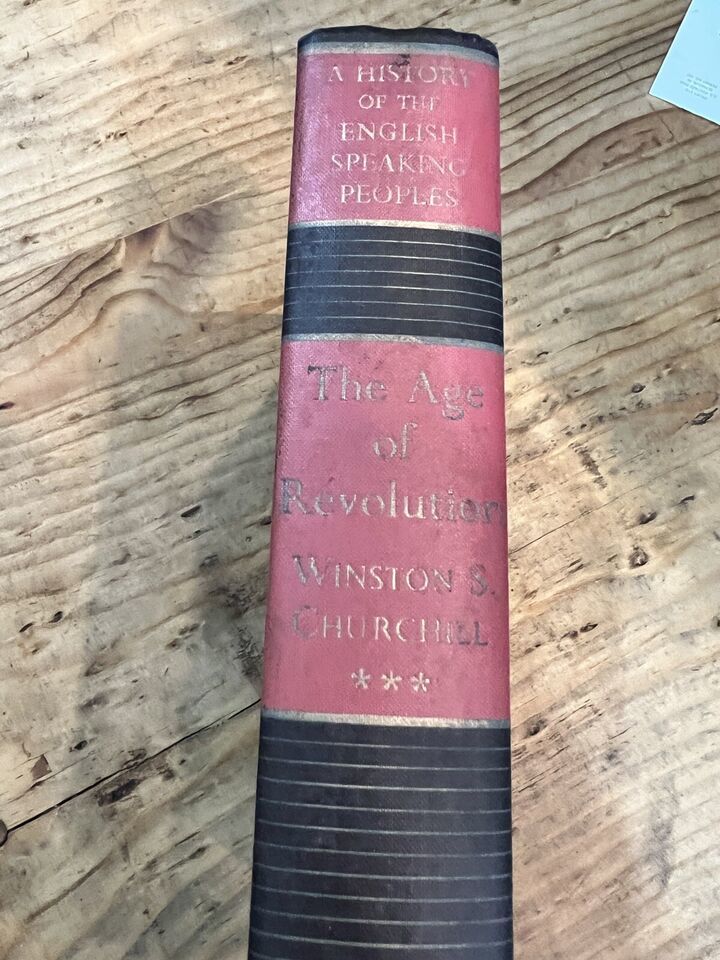 A HISTORY
OF THE
ENGLISH
SPEAKING
PEOPLES
The Age
of
Revolution
WINSTON S.
CHURCHILL
***